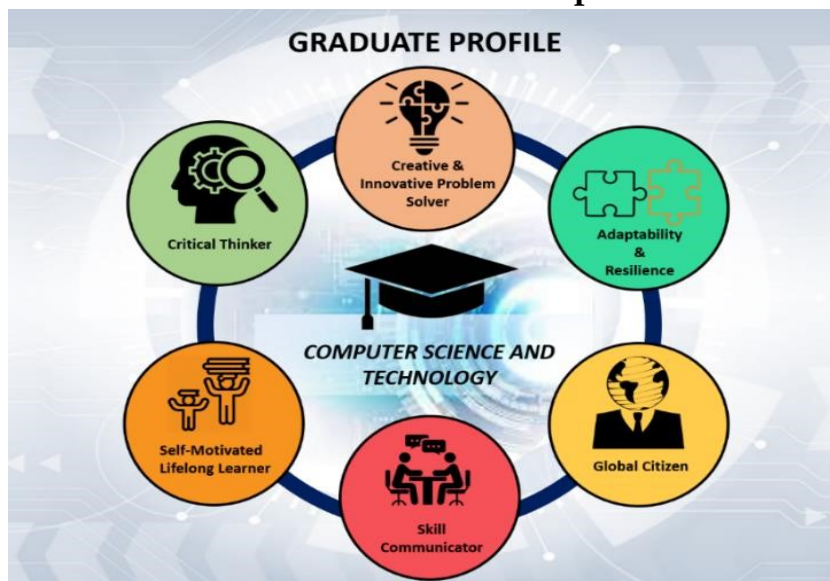 GRADUATE PROFILE
Creative &
Innovative Problem
Solver
Critical Thinker
Adaptability
&
Resilience
COMPUTER SCIENCE AND
TECHNOLOGY
Self-Motivated
Lifelong Learner
Global Citizen
Skill
Communicator